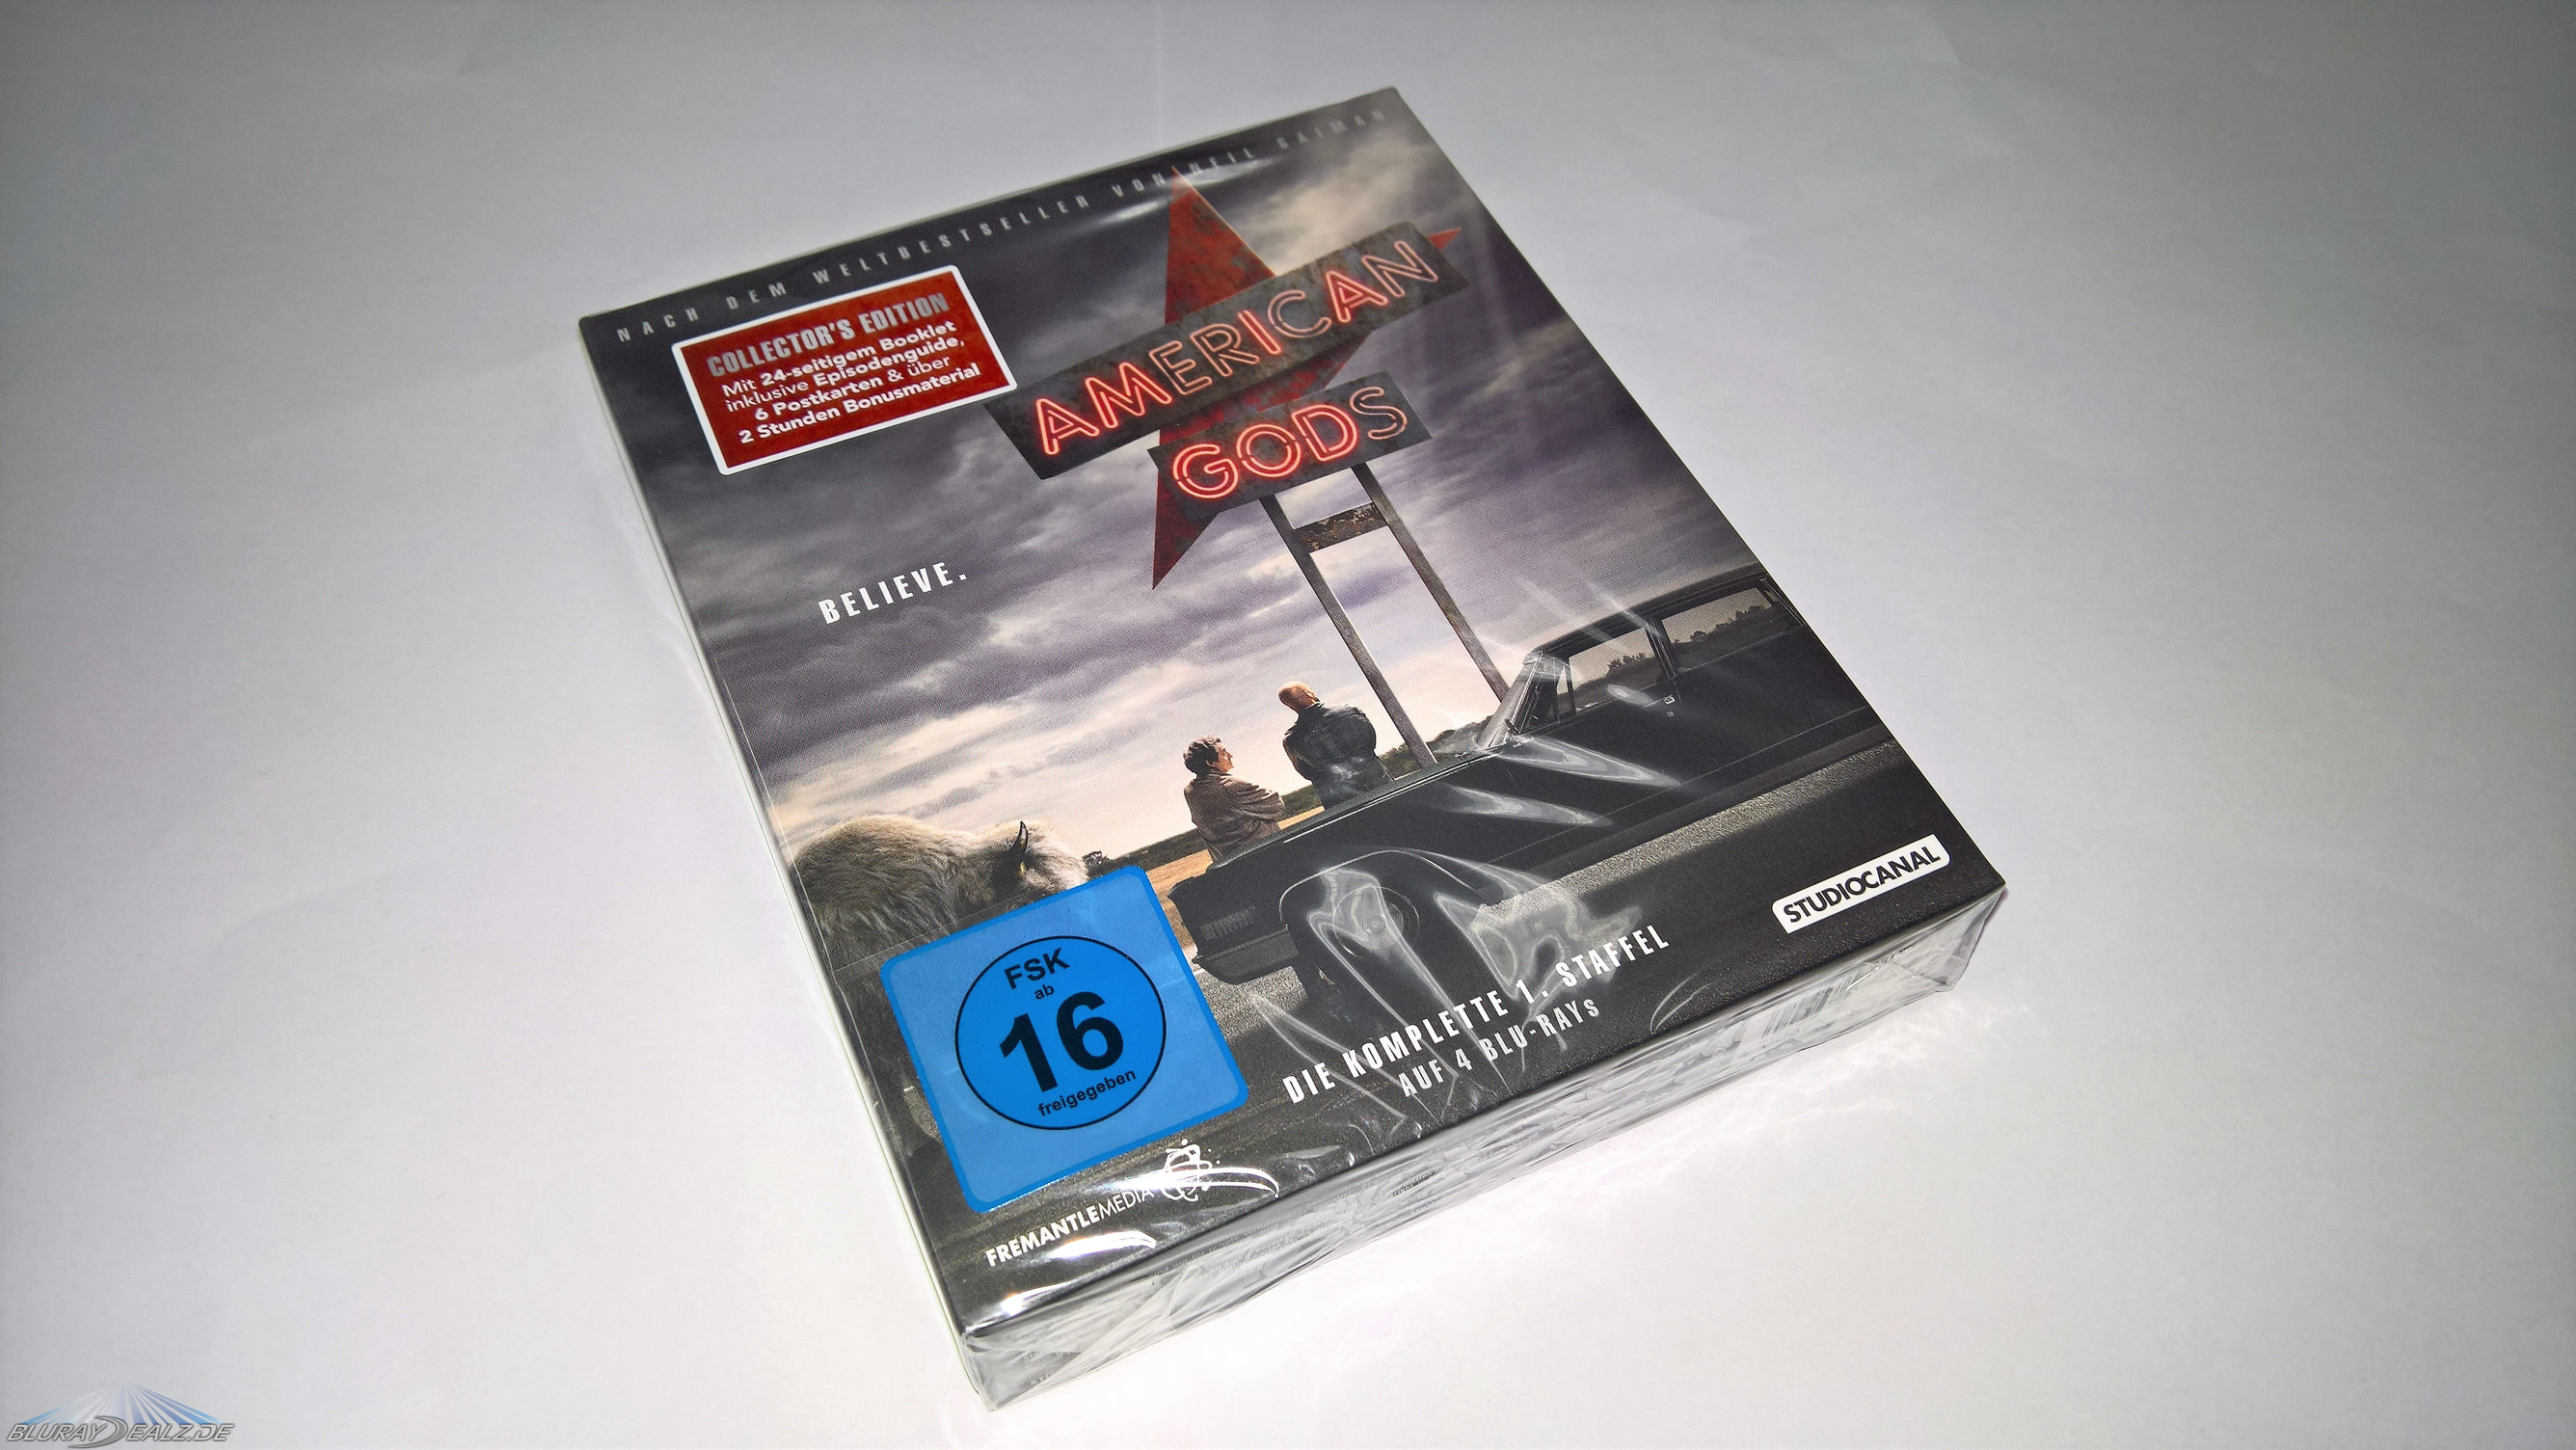 NACH DEM WELTBESTSELLER VON NEIL GAIMAN
COLLECTOR'S EDITION
Mit 24-seitigem Booklet
inklusive Episodenguide,
6 Postkarten & über
2 Stunden Bonusmaterial
AMERICAN
GODS
BELIEVE.
STUDIOCANAL
FSK
ab
16
freigegeben
DIE KOMPLETTE 1. STAFFEL
AUF 4 BLU-RAYs
FREMANTLEMEDIA
BLURAYDEALZ.DE